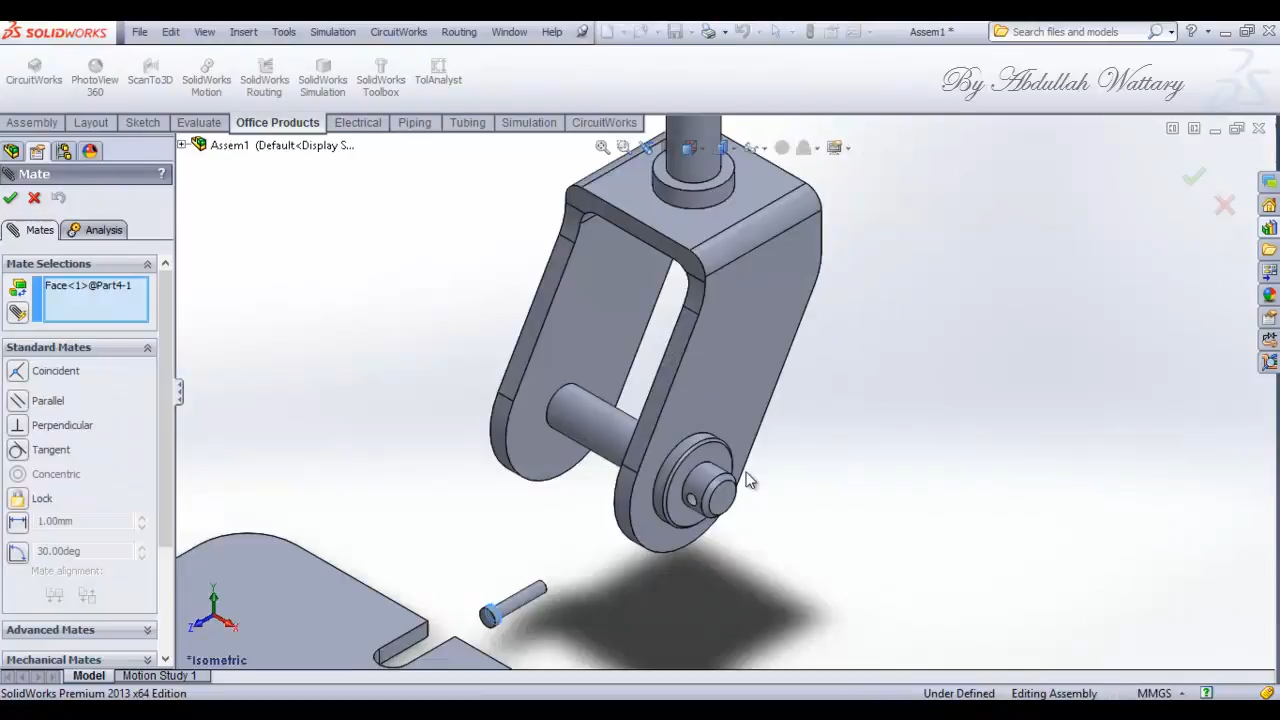 SOLIDWORKS File Edit View Insert Tools Simulation CircuitWorks Routing Window Help Assem1 * Search files and models
CircuitWorks PhotoView 360 ScanTo3D SolidWorks Motion SolidWorks Routing SolidWorks Simulation SolidWorks Toolbox TolAnalyst
By Abdullah Wattary
Assembly Layout Sketch Evaluate Office Products Electrical Piping Tubing Simulation CircuitWorks
Assem1 (Default<Display S...
Mate ?
Mates Analysis
Mate Selections
Face<1>@Part4-1
Standard Mates
Coincident
Parallel
Perpendicular
Tangent
Concentric
Lock
1.00mm
30.00deg
Mate alignment:
Advanced Mates
Mechanical Mates
Y
Z X
*Isometric
Model Motion Study 1
SolidWorks Premium 2013 x64 Edition Under Defined Editing Assembly MMGS ?